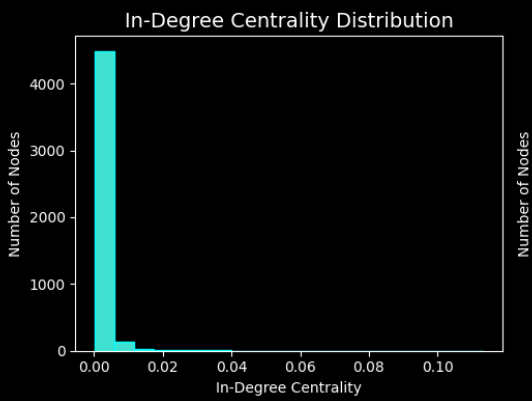 In-Degree Centrality Distribution
Number of Nodes
4000
3000
2000
1000
0
0.00 0.02 0.04 0.06 0.08 0.10
In-Degree Centrality
Number of Nodes